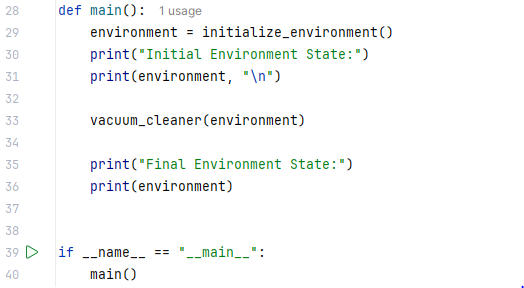 28 def main(): 1 usage
29     environment = initialize_environment()
30     print("Initial Environment State:")
31     print(environment, "\n")
32
33     vacuum_cleaner(environment)
34
35     print("Final Environment State:")
36     print(environment)
37
38
39 if __name__ == "__main__":
40     main()